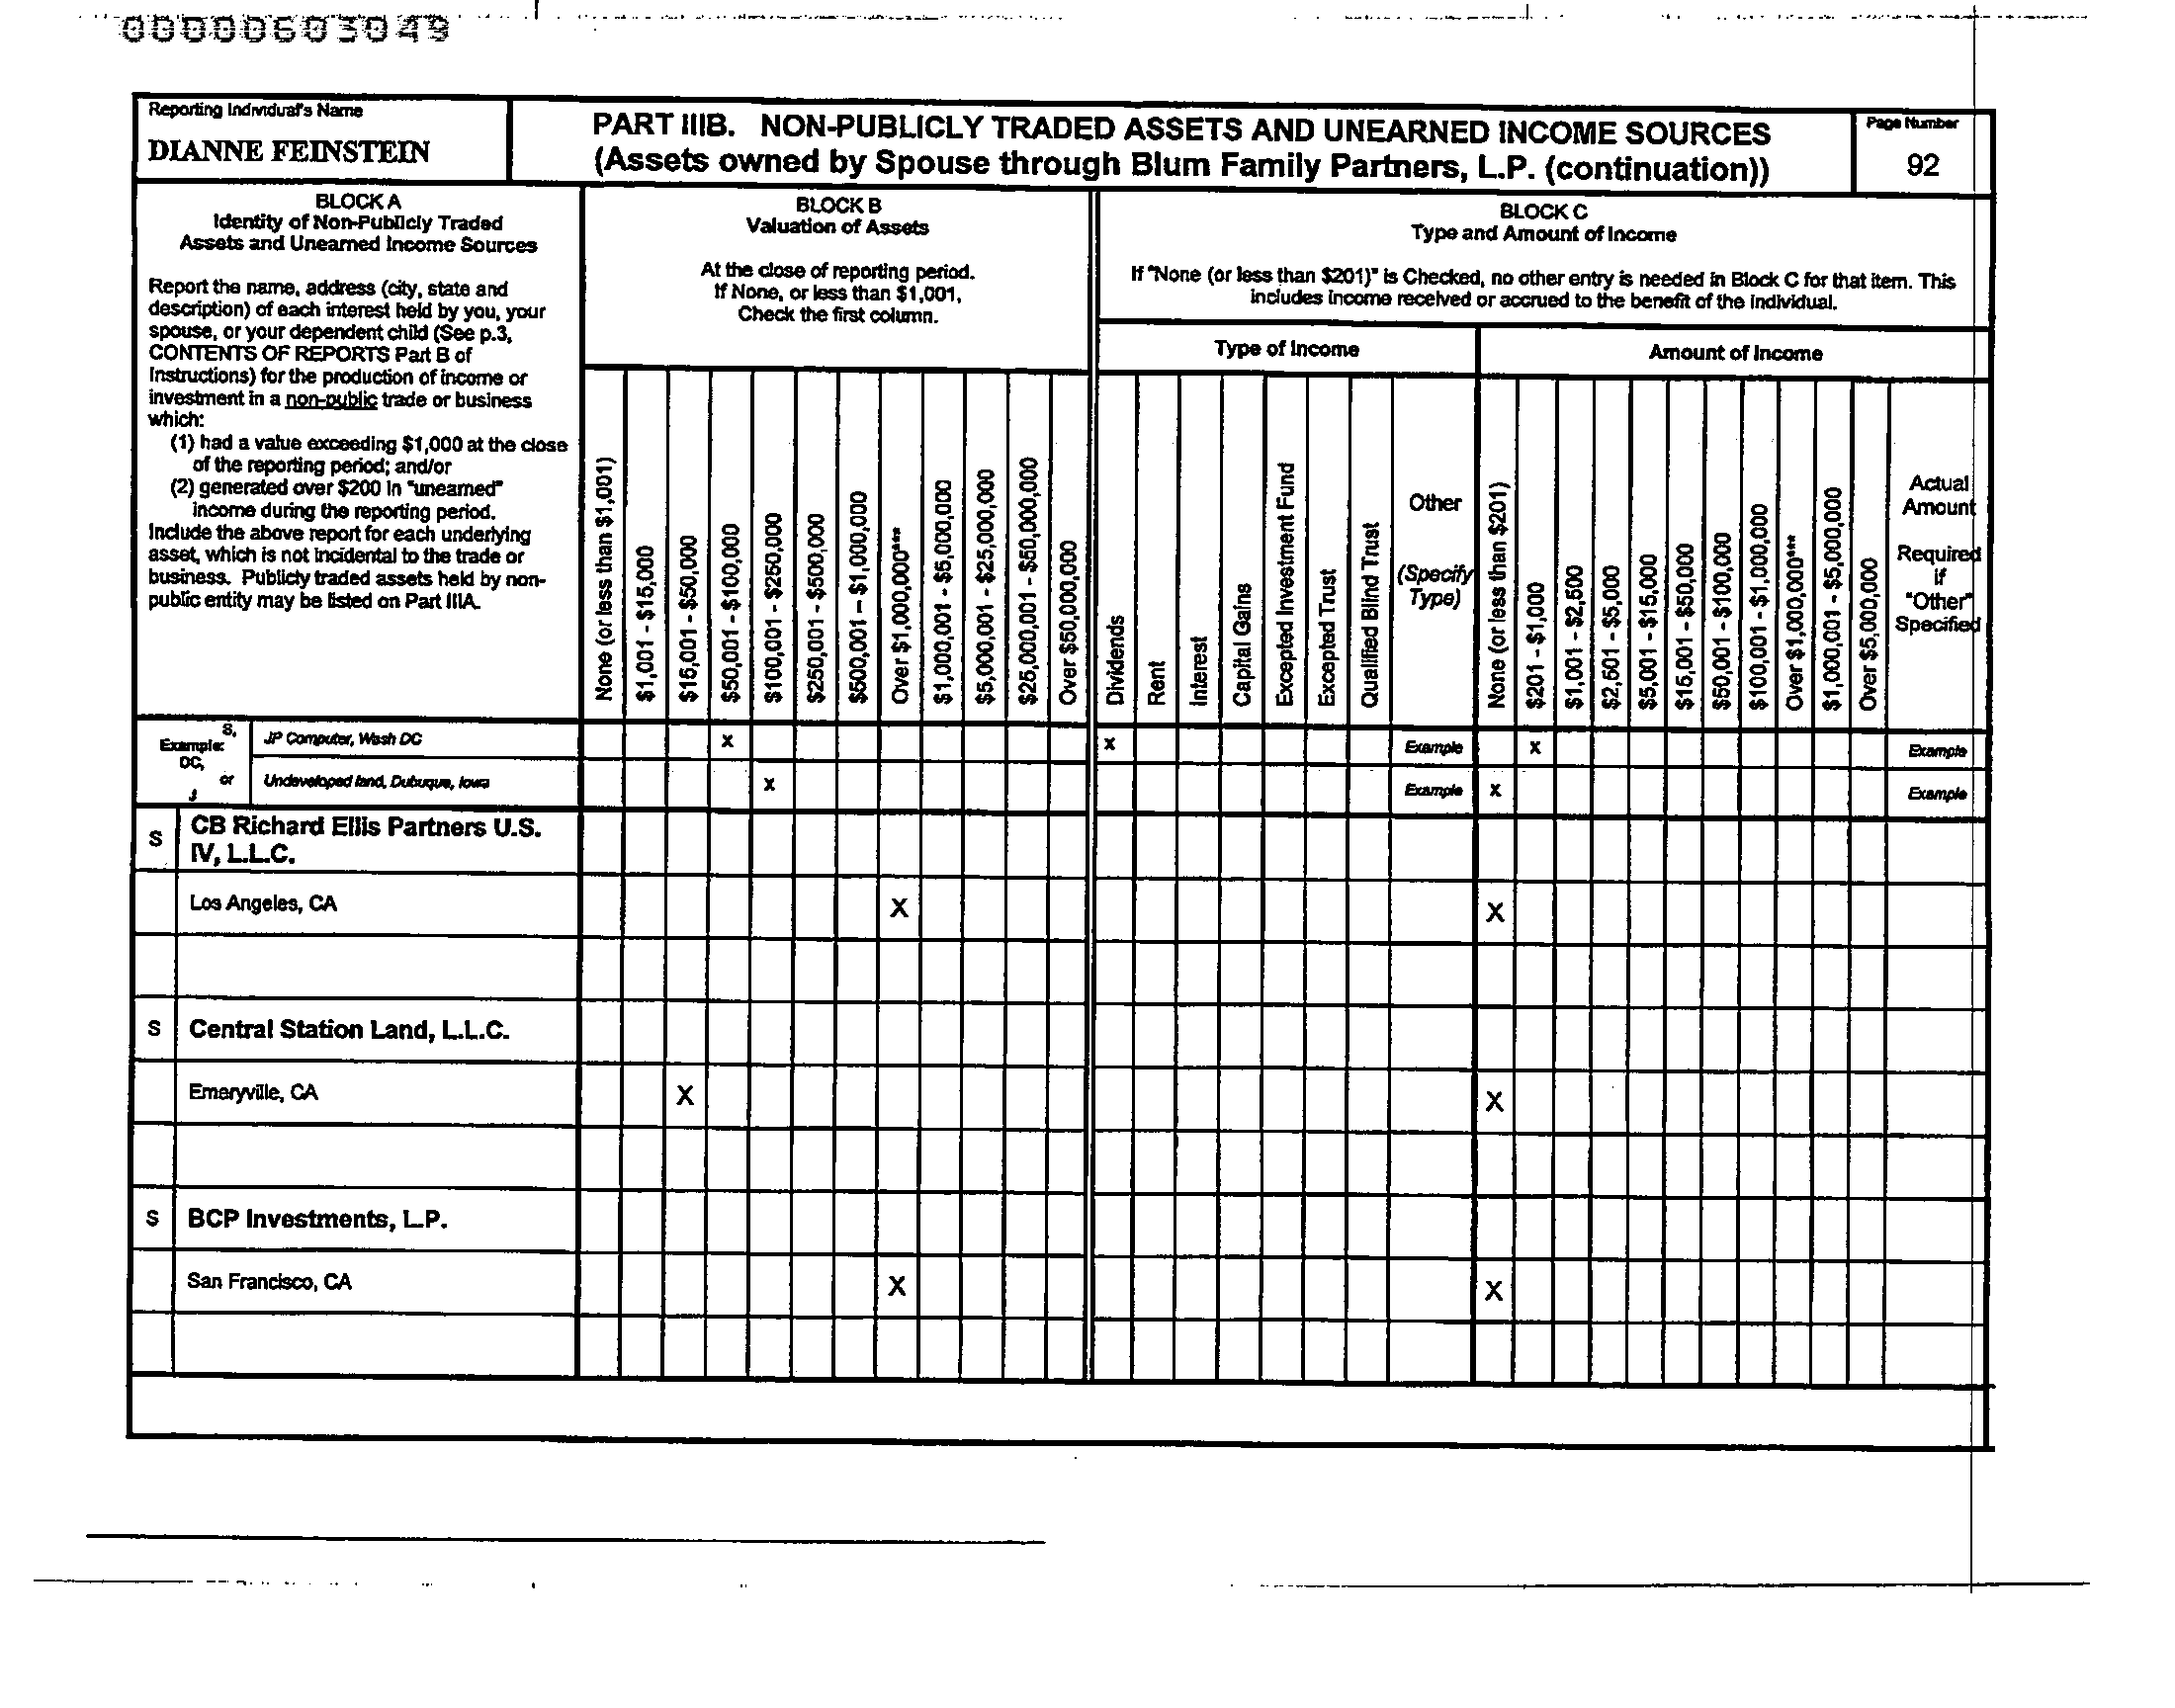 00000603049
Reporting Individual's Name
DIANNE FEINSTEIN
PART IIIB. NON-PUBLICLY TRADED ASSETS AND UNEARNED INCOME SOURCES
(Assets owned by Spouse through Blum Family Partners, L.P. (continuation))
Page Number
92
BLOCK A
Identity of Non-Publicly Traded
Assets and Unearned Income Sources
Report the name, address (city, state and
description) of each interest held by you, your
spouse, or your dependent child (See p.3,
CONTENTS OF REPORTS Part B of
Instructions) for the production of income or
investment in a non-public trade or business
which:
(1) had a value exceeding $1,000 at the close
of the reporting period; and/or
(2) generated over $200 in "unearned"
income during the reporting period.
Include the above report for each underlying
asset, which is not incidental to the trade or
business. Publicly traded assets held by non-
public entity may be listed on Part IIIA.
BLOCK B
Valuation of Assets
At the close of reporting period.
If None, or less than $1,001,
Check the first column.
None (or less than $1,001)
$1,001 - $15,000
$15,001 - $50,000
$50,001 - $100,000
$100,001 - $250,000
$250,001 - $500,000
$500,001 - $1,000,000
Over $1,000,000***
$1,000,001 - $5,000,000
$5,000,001 - $25,000,000
$25,000,001 - $50,000,000
Over $50,000,000
BLOCK C
Type and Amount of Income
If "None (or less than $201)" is Checked, no other entry is needed in Block C for that item. This
includes income received or accrued to the benefit of the individual.
Type of Income
Amount of Income
Dividends
Rent
Interest
Capital Gains
Excepted Investment Fund
Excepted Trust
Qualified Blind Trust
Other
(Specify
Type)
None (or less than $201)
$201 - $1,000
$1,001 - $2,500
$2,501 - $5,000
$5,001 - $15,000
$15,001 - $50,000
$50,001 - $100,000
$100,001 - $1,000,000
Over $1,000,000***
$1,000,001 - $5,000,000
Over $5,000,000
Actual
Amount
Required
if
"Other"
Specified
Example:
S,
DC,
or
J
JP Computer, Wash DC
X
X
Example
X
Example
Undeveloped land, Dubuque, Iowa
X
Example
X
Example
S
CB Richard Ellis Partners U.S.
IV, L.L.C.
Los Angeles, CA
X
X
S
Central Station Land, L.L.C.
Emeryville, CA
X
X
S
BCP Investments, L.P.
San Francisco, CA
X
X